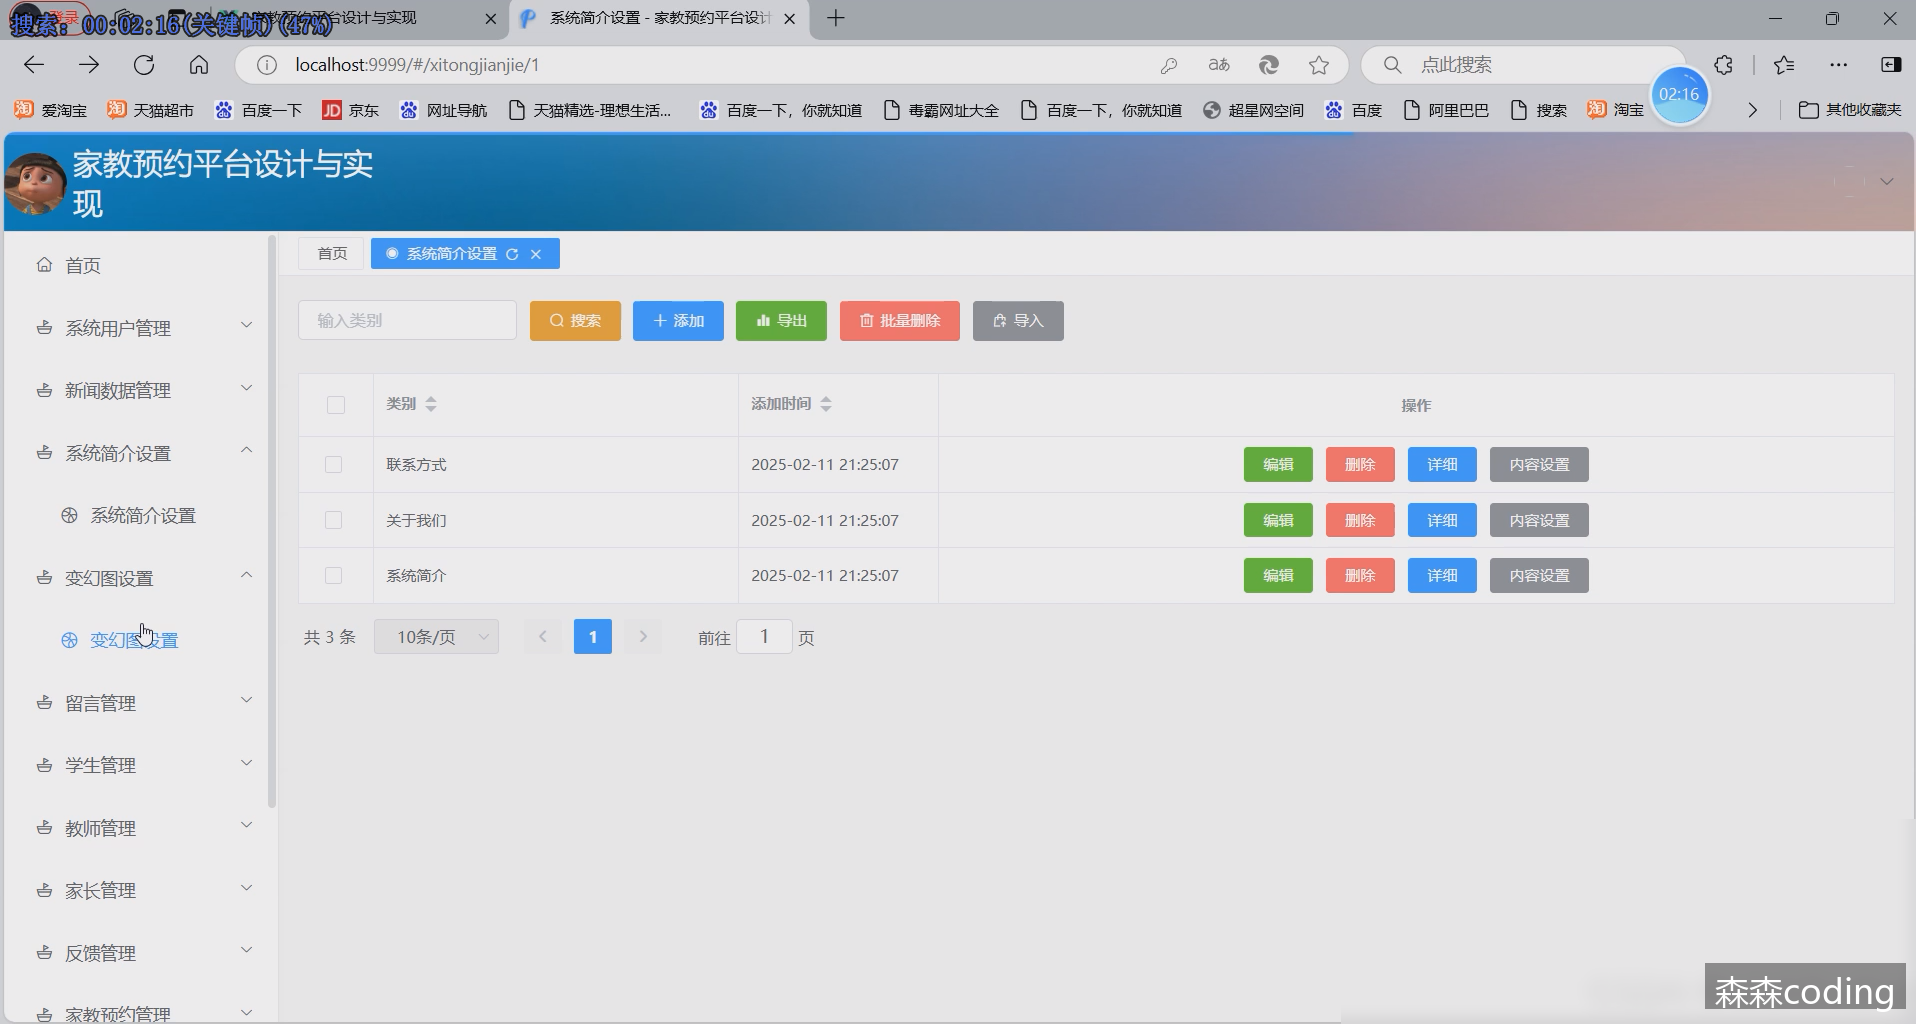 搜索：00:02:16(关键帧)(47%)
家教预约平台设计与实现
系统简介设置 - 家教预约平台设计
localhost:9999/#/xitongjianjie/1
aあ
点此搜索
爱淘宝
天猫超市
百度一下
JD 京东
网址导航
天猫精选-理想生活...
百度一下，你就知道
毒霸网址大全
百度一下，你就知道
超星网空间
百度
阿里巴巴
搜索
淘宝
02:16
其他收藏夹
家教预约平台设计与实
现
首页
系统用户管理
新闻数据管理
系统简介设置
系统简介设置
变幻图设置
变幻图设置
留言管理
学生管理
教师管理
家长管理
反馈管理
家教预约管理
首页
系统简介设置
输入类别
搜索
添加
导出
批量删除
导入
类别 添加时间 操作
联系方式 2025-02-11 21:25:07 编辑 删除 详细 内容设置
关于我们 2025-02-11 21:25:07 编辑 删除 详细 内容设置
系统简介 2025-02-11 21:25:07 编辑 删除 详细 内容设置
共 3 条 10条/页 1 前往 1 页
森森coding